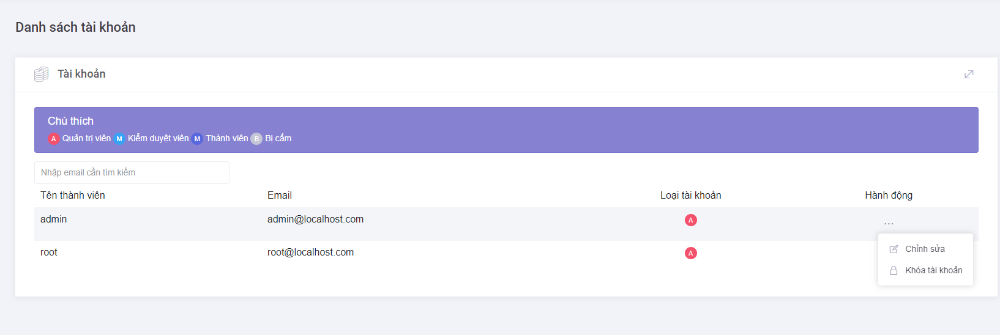 Danh sách tài khoản
Tài khoản
Chú thích
A Quản trị viên M Kiểm duyệt viên M Thành viên B Bị cấm
Nhập email cần tìm kiếm
Tên thành viên Email Loại tài khoản Hành động
admin admin@localhost.com A ...
root root@localhost.com A
Chỉnh sửa
Khóa tài khoản